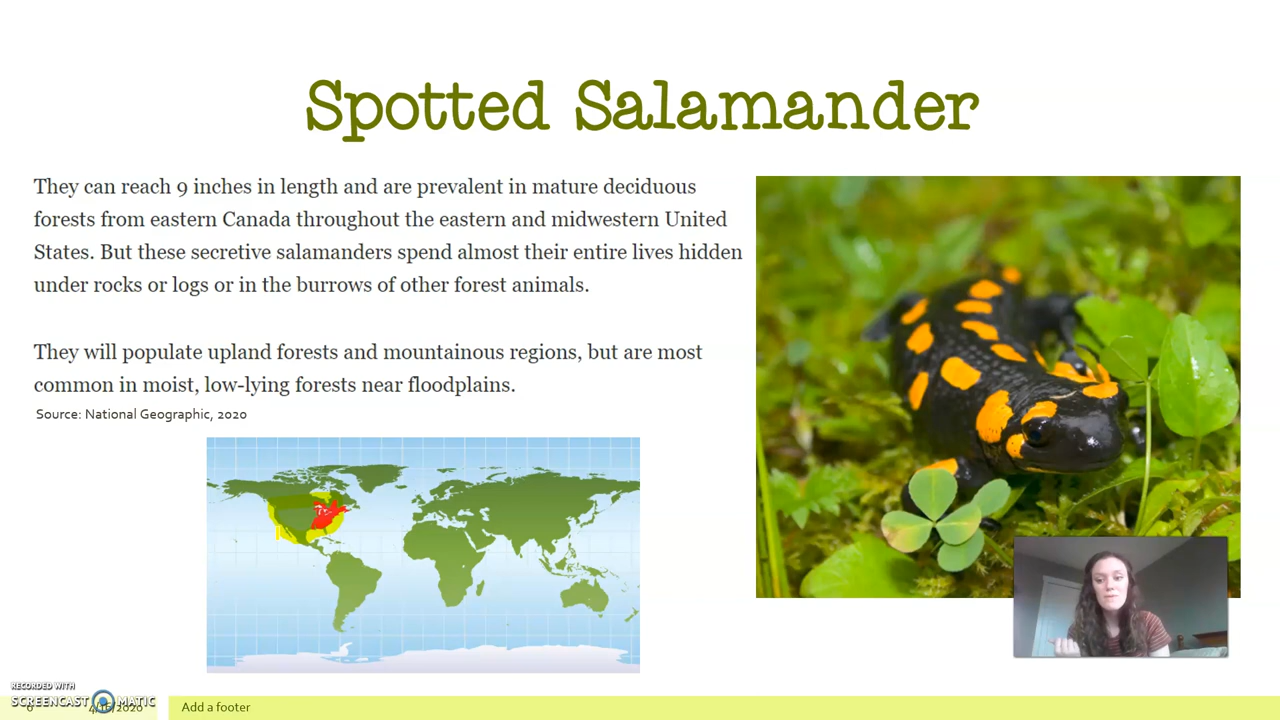 Spotted Salamander
They can reach 9 inches in length and are prevalent in mature deciduous
forests from eastern Canada throughout the eastern and midwestern United
States. But these secretive salamanders spend almost their entire lives hidden
under rocks or logs or in the burrows of other forest animals.
They will populate upland forests and mountainous regions, but are most
common in moist, low-lying forests near floodplains.
Source: National Geographic, 2020
RECORDED WITH
SCREENCAST MATIC
Add a footer